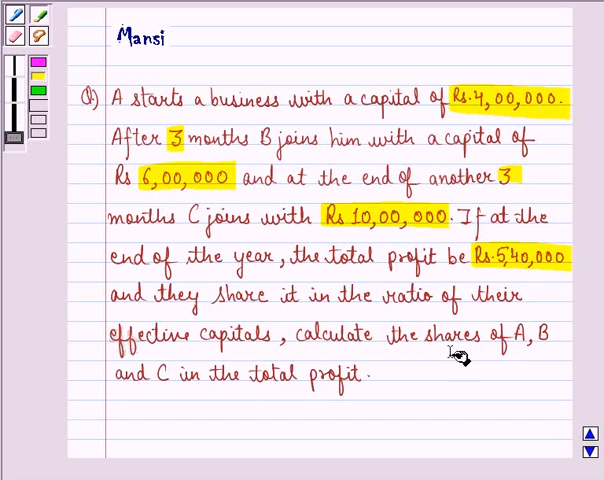 Mansi
Q) A starts a business with a capital of Rs.4,00,000.
After 3 months B joins him with a capital of
Rs 6,00,000 and at the end of another 3
months C joins with Rs 10,00,000. If at the
end of the year, the total profit be Rs.5,40,000
and they share it in the ratio of their
effective capitals, calculate the shares of A, B
and C in the total profit.